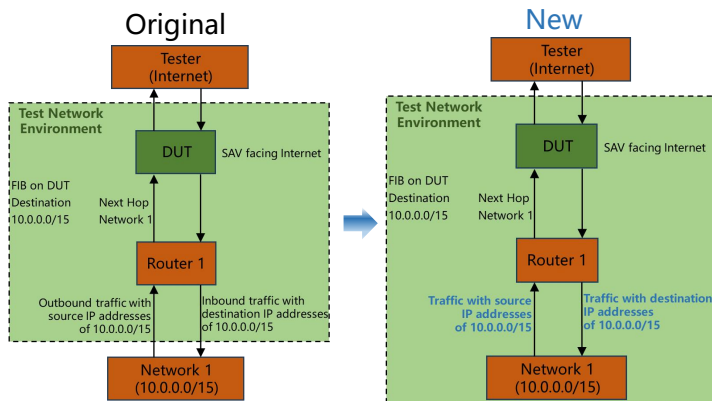 Original
Tester
(Internet)
Test Network
Environment
DUT
SAV facing Internet
FIB on DUT
Destination
10.0.0.0/15
Next Hop
Network 1
Router 1
Outbound traffic with
source IP addresses
of 10.0.0.0/15
Inbound traffic with
destination IP addresses
of 10.0.0.0/15
Network 1
(10.0.0.0/15)
New
Tester
(Internet)
Test Network
Environment
DUT
SAV facing Internet
FIB on DUT
Destination
10.0.0.0/15
Next Hop
Network 1
Router 1
Traffic with source
IP addresses
of 10.0.0.0/15
Traffic with destination
IP addresses
of 10.0.0.0/15
Network 1
(10.0.0.0/15)